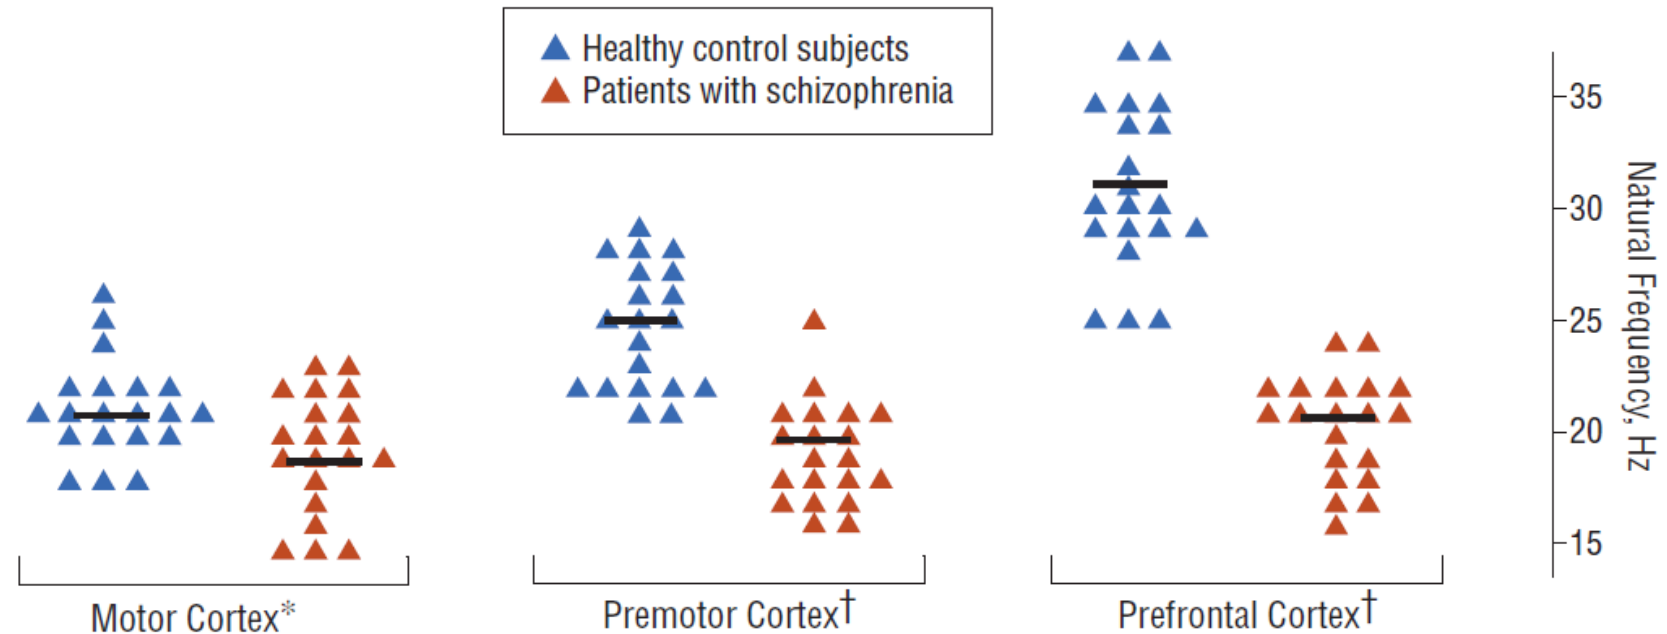 Healthy control subjects
Patients with schizophrenia
35
30
25
20
15
Natural Frequency, Hz
Motor Cortex*
Premotor Cortex†
Prefrontal Cortex†